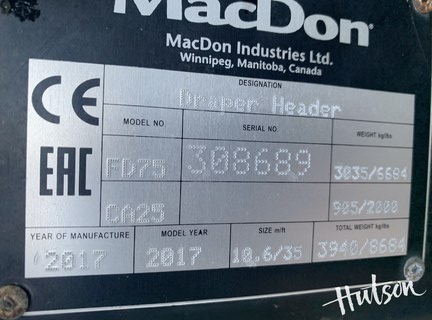 MacDon
MacDon Industries Ltd.
Winnipeg, Manitoba, Canada
CE
DESIGNATION
Draper Header
MODEL NO.
SERIAL NO.
WEIGHT kg/lbs
EAC
FD75
308689
3035/6684
CA25
905/2000
YEAR OF MANUFACTURE
MODEL YEAR
SIZE m/ft
TOTAL WEIGHT kg/lbs
2017
2017
10.6/35
3940/8684
Hutson